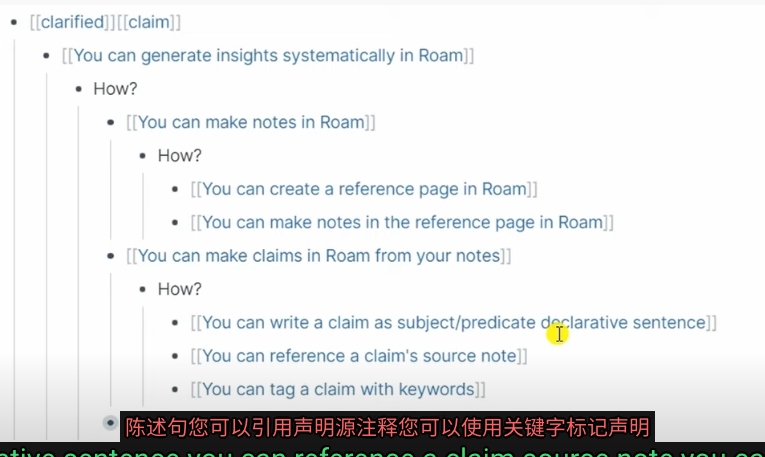 [[clarified]][[claim]]
[[You can generate insights systematically in Roam]]
How?
[[You can make notes in Roam]]
How?
[[You can create a reference page in Roam]]
[[You can make notes in the reference page in Roam]]
[[You can make claims in Roam from your notes]]
How?
[[You can write a claim as subject/predicate declarative sentence]]
[[You can reference a claim's source note]]
[[You can tag a claim with keywords]]
陈述句您可以引用声明源注释您可以使用关键字标记声明
sentence you can reference a claim source note you